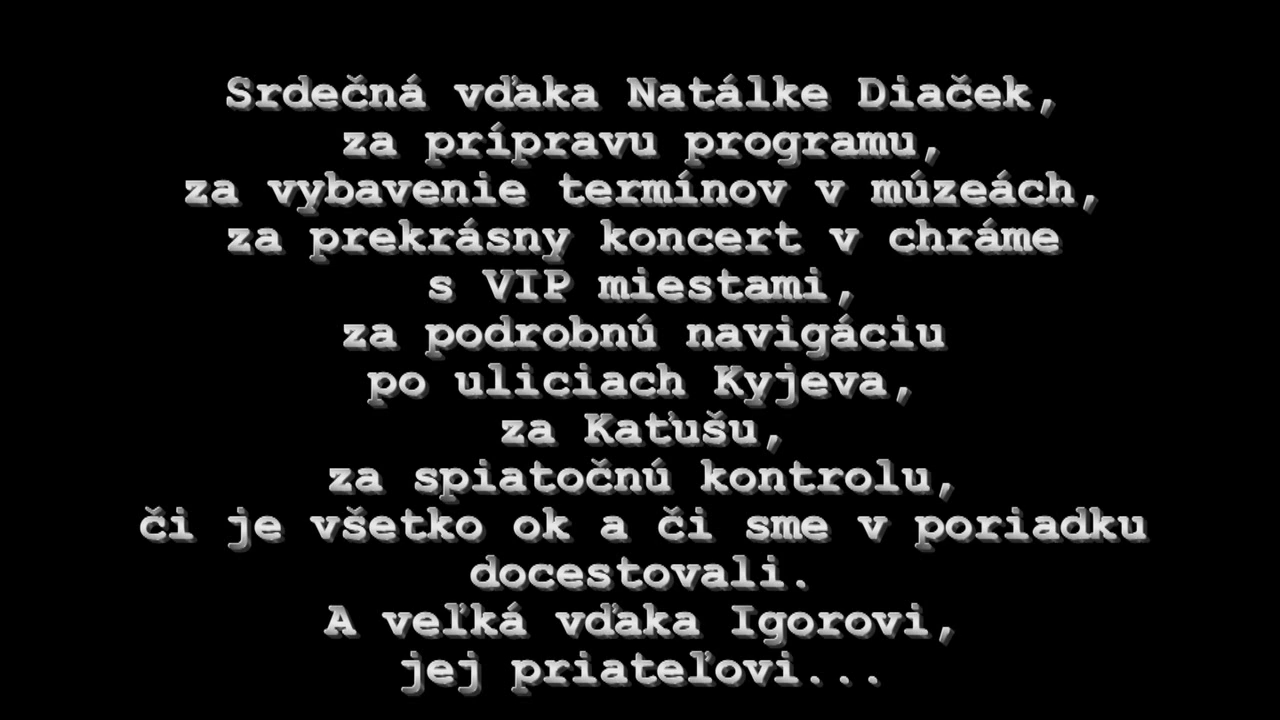 Srdečná vďaka Natálke Diaček,
za prípravu programu,
za vybavenie termínov v múzeách,
za prekrásny koncert v chráme
s VIP miestami,
za podrobnú navigáciu
po uliciach Kyjeva,
za Kaťušu,
za spiatočnú kontrolu,
či je všetko ok a či sme v poriadku
docestovali.
A veľká vďaka Igorovi,
jej priateľovi...